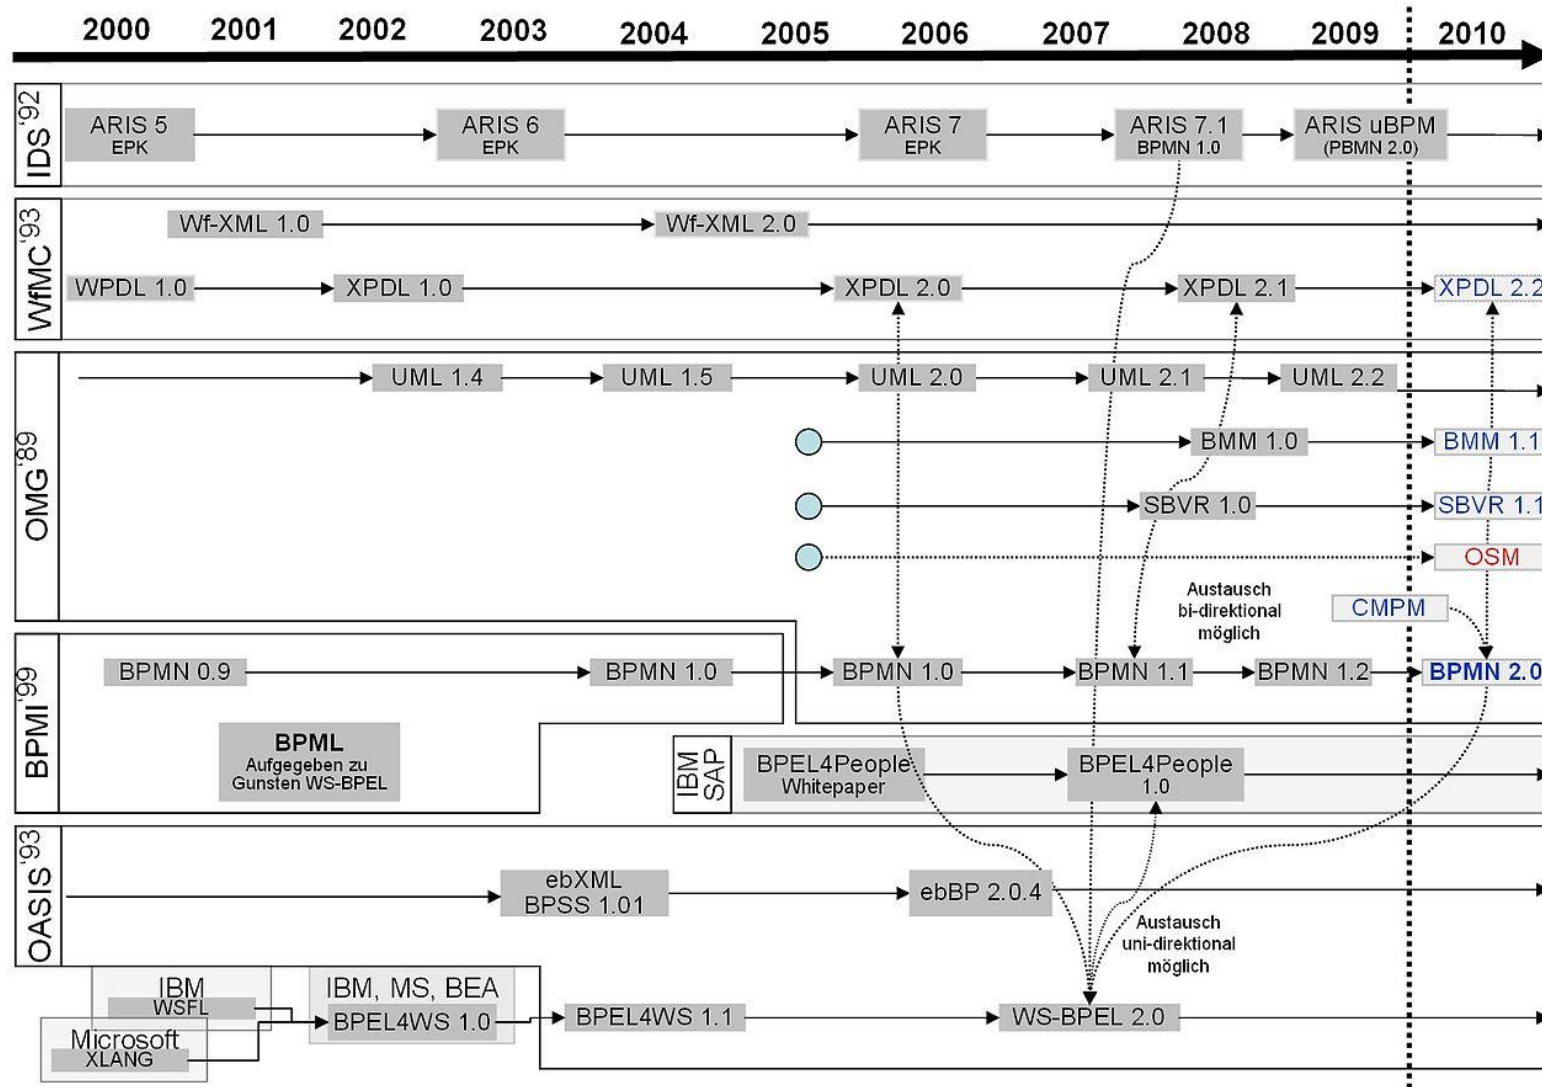 2000 2001 2002 2003 2004 2005 2006 2007 2008 2009 2010
IDS '92
ARIS 5
EPK
ARIS 6
EPK
ARIS 7
EPK
ARIS 7.1
BPMN 1.0
ARIS uBPM
(PBMN 2.0)
WfMC '93
Wf-XML 1.0
Wf-XML 2.0
WPDL 1.0
XPDL 1.0
XPDL 2.0
XPDL 2.1
XPDL 2.2
OMG '89
UML 1.4
UML 1.5
UML 2.0
UML 2.1
UML 2.2
BMM 1.0
BMM 1.1
SBVR 1.0
SBVR 1.1
OSM
Austausch
bi-direktional
möglich
CMPM
BPMI '99
BPMN 0.9
BPMN 1.0
BPMN 1.0
BPMN 1.1
BPMN 1.2
BPMN 2.0
BPML
Aufgegeben zu
Gunsten WS-BPEL
IBM
SAP
BPEL4People
Whitepaper
BPEL4People
1.0
OASIS '93
ebXML
BPSS 1.01
ebBP 2.0.4
Austausch
uni-direktional
möglich
IBM
WSFL
Microsoft
XLANG
IBM, MS, BEA
BPEL4WS 1.0
BPEL4WS 1.1
WS-BPEL 2.0